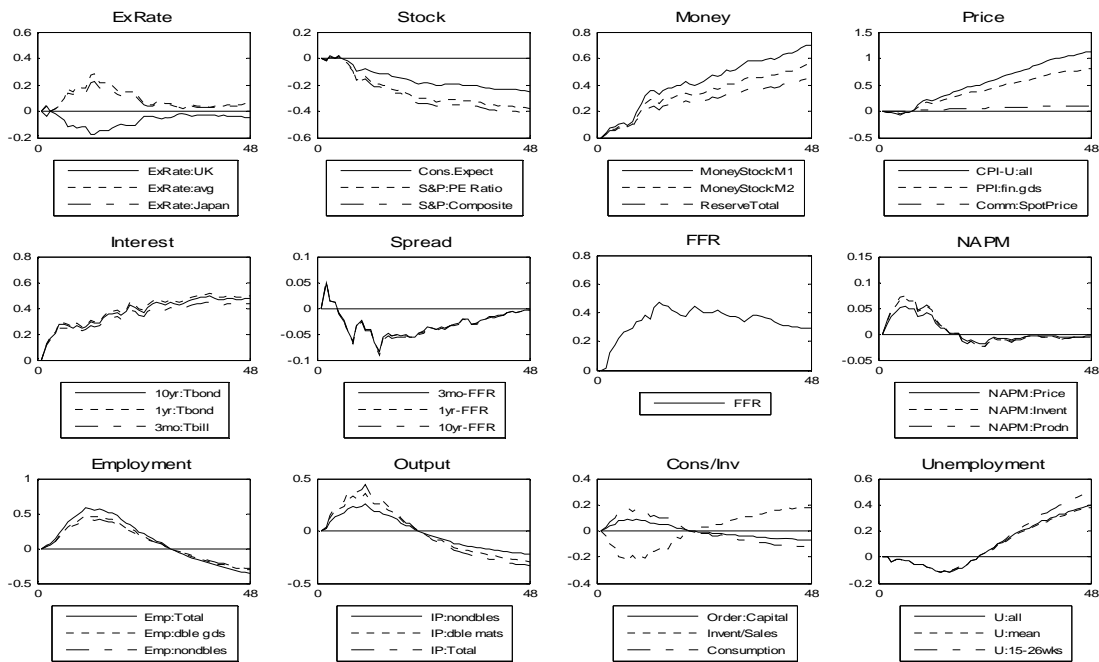 ExRate
0.6
0.4
0.2
0
-0.2
0
48
ExRate:UK
ExRate:avg
ExRate:Japan
Stock
0.2
0
-0.2
-0.4
-0.6
0
48
Cons.Expect
S&P:PE Ratio
S&P:Composite
Money
0.8
0.6
0.4
0.2
0
0
48
MoneyStock:M1
MoneyStock:M2
ReserveTotal
Price
1.5
1
0.5
0
-0.5
0
48
CPI-U:all
PPI:fin.gds
Comm:SpotPrice
Interest
0.8
0.6
0.4
0.2
0
0
48
10yr:Tbond
1yr:Tbond
3mo:Tbill
Spread
0.1
0.05
0
-0.05
-0.1
0
48
3mo-FFR
1yr-FFR
10yr-FFR
FFR
0.8
0.6
0.4
0.2
0
0
48
FFR
NAPM
0.15
0.1
0.05
0
-0.05
0
48
NAPM:Price
NAPM:Invent
NAPM:Prodn
Employment
1
0.5
0
-0.5
0
48
Emp:Total
Emp:dble gds
Emp:nondbles
Output
0.5
0
0.5
0
48
IP:nondbles
IP:dble mats
IP:Total
Cons/Inv
0.4
0.2
0
-0.2
-0.4
0
48
Order:Capital
Invent/Sales
Consumption
Unemployment
0.6
0.4
0.2
0
-0.2
0
48
U:all
U:mean
U:15-26wks